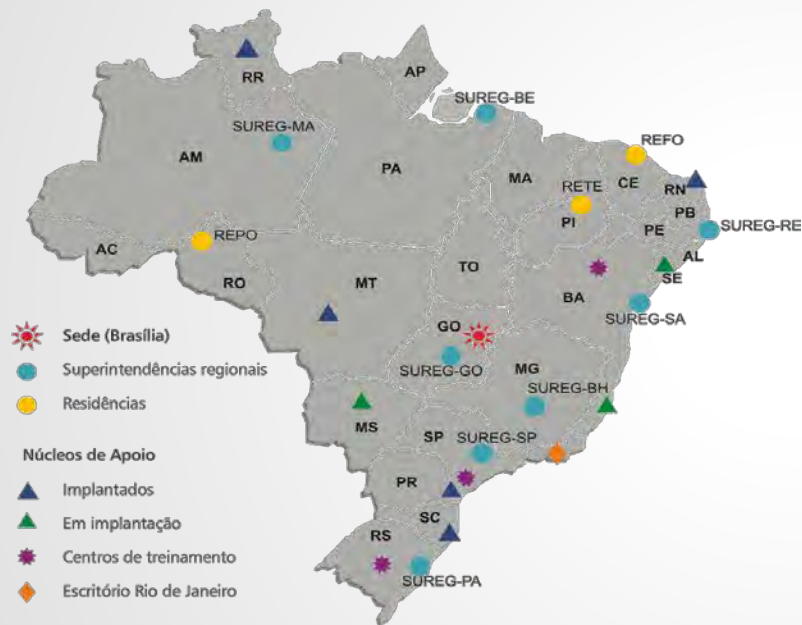 RR
AP
SUREG-BE
SUREG-MA
REFO
AM
PA
MA
CE
RN
RETE
PB
PI
PE
SUREG-RE
REPO
AC
AL
SE
TO
RO
MT
BA
SUREG-SA
GO
SUREG-GO
MG
SUREG-BH
MS
SP
SUREG-SP
PR
SC
RS
SUREG-PA
Sede (Brasília)
Superintendências regionais
Residências
Núcleos de Apoio
Implantados
Em implantação
Centros de treinamento
Escritório Rio de Janeiro